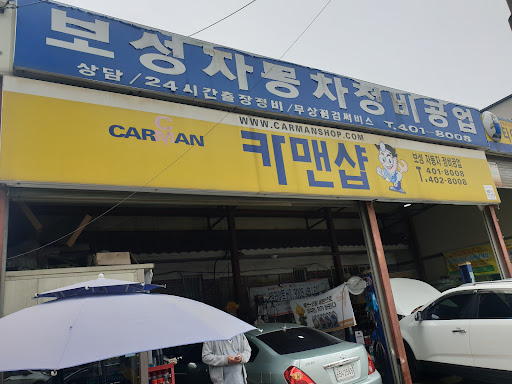 보성자동차정비공업
상담/24시간출장정비/무상점검써비스 T.401-8008
WWW.CARMANSHOP.COM
CARMAN
카맨샵
보성 자동차 정비공업
T.401-8008
402-8008